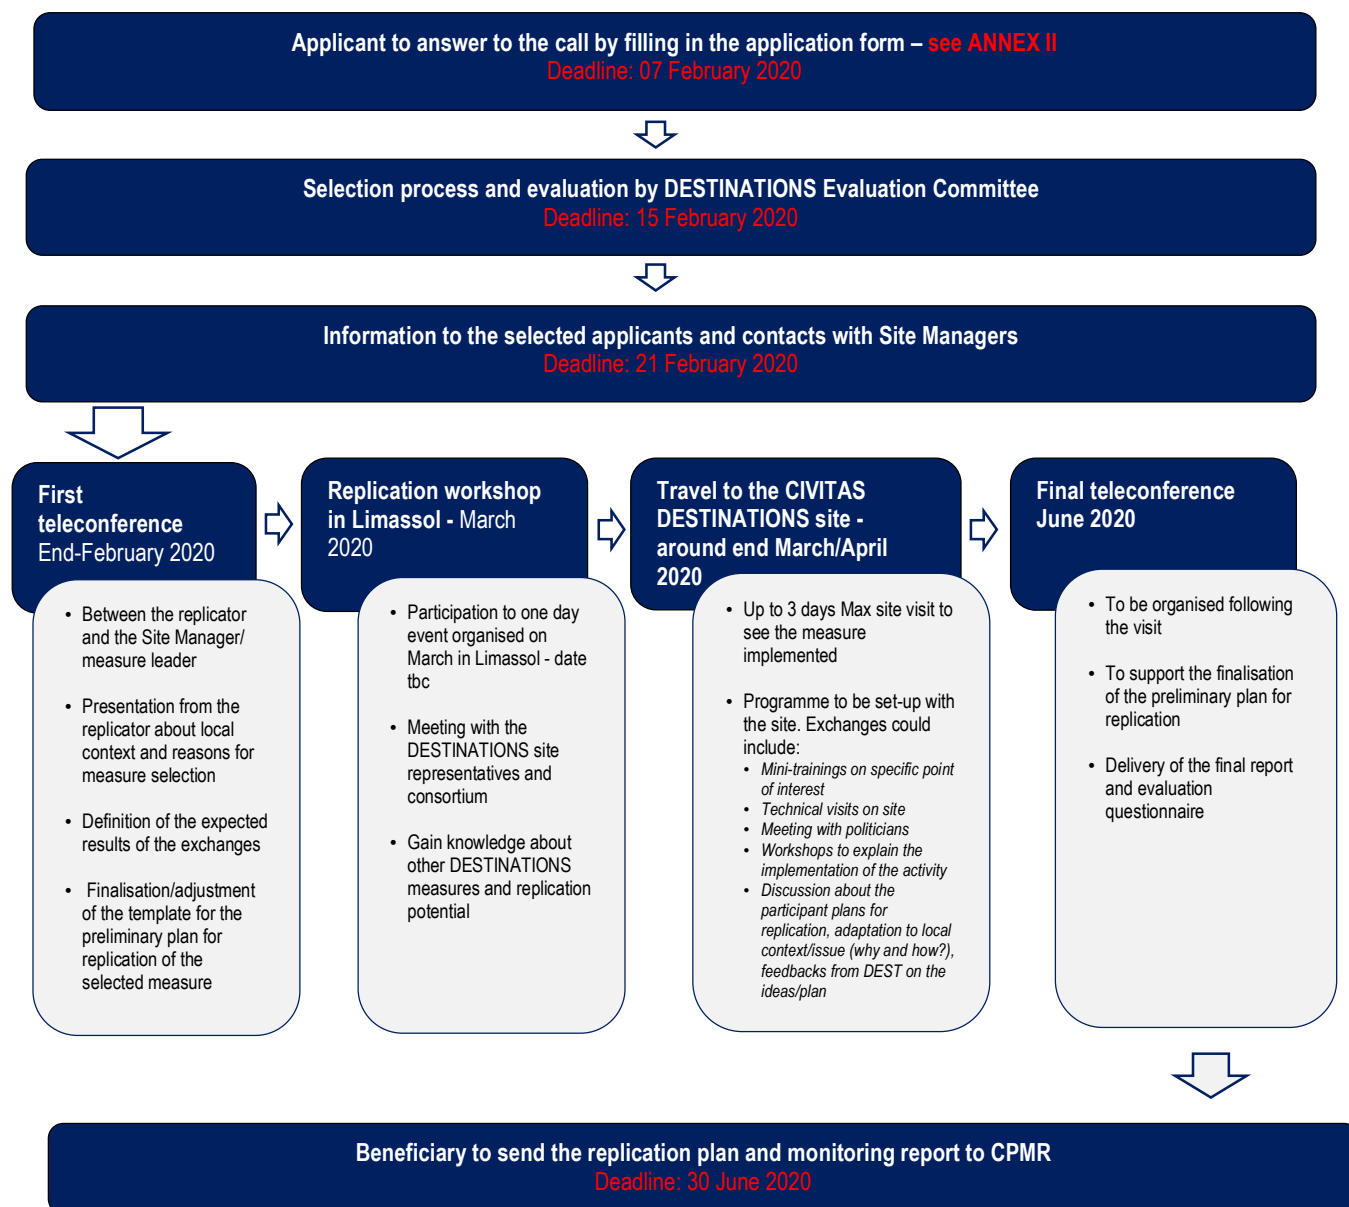 Applicant to answer to the call by filling in the application form – see ANNEX II
Deadline: 07 February 2020
Selection process and evaluation by DESTINATIONS Evaluation Committee
Deadline: 15 February 2020
Information to the selected applicants and contacts with Site Managers
Deadline: 21 February 2020
First
teleconference
End-February 2020
• Between the replicator
and the Site Manager/
measure leader
• Presentation from the
replicator about local
context and reasons for
measure selection
• Definition of the expected
results of the exchanges
• Finalisation/adjustment
of the template for the
preliminary plan for
replication of the
selected measure
Replication workshop
in Limassol - March
2020
• Participation to one day
event organised on
March in Limassol - date
tbc
• Meeting with the
DESTINATIONS site
representatives and
consortium
• Gain knowledge about
other DESTINATIONS
measures and replication
potential
Travel to the CIVITAS
DESTINATIONS site -
around end March/April
2020
• Up to 3 days Max site visit to
see the measure
implemented
• Programme to be set-up with
the site. Exchanges could
include:
• Mini-trainings on specific point
of interest
• Technical visits on site
• Meeting with politicians
• Workshops to explain the
implementation of the activity
• Discussion about the
participant plans for
replication, adaptation to local
context/issue (why and how?),
feedbacks from DEST on the
ideas/plan
Final teleconference
June 2020
• To be organised following
the visit
• To support the finalisation
of the preliminary plan for
replication
• Delivery of the final report
and evaluation
questionnaire
Beneficiary to send the replication plan and monitoring report to CPMR
Deadline: 30 June 2020